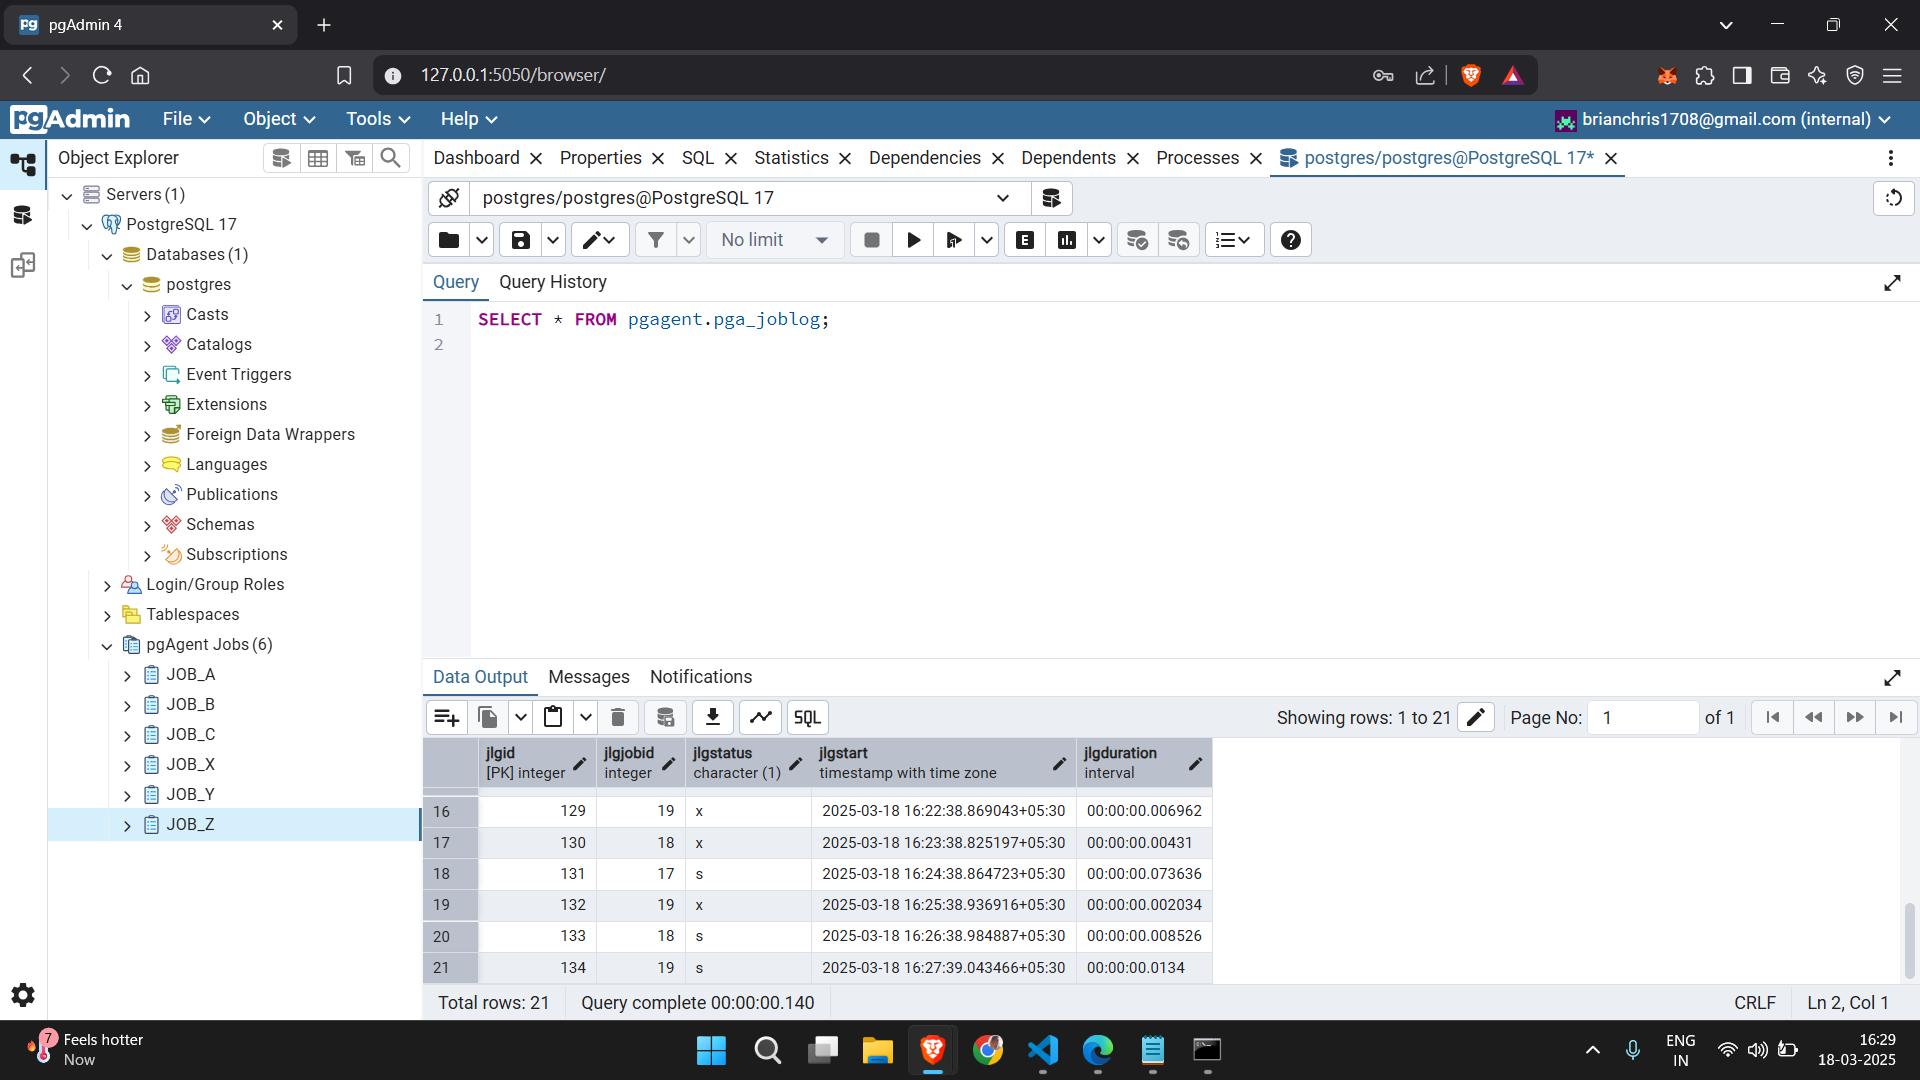 pg pgAdmin 4
127.0.0.1:5050/browser/
pgAdmin File Object Tools Help brianchris1708@gmail.com (internal)
Object Explorer
Dashboard Properties SQL Statistics Dependencies Dependents Processes postgres/postgres@PostgreSQL 17*
Servers (1)
PostgreSQL 17
Databases (1)
postgres
Casts
Catalogs
Event Triggers
Extensions
Foreign Data Wrappers
Languages
Publications
Schemas
Subscriptions
Login/Group Roles
Tablespaces
pgAgent Jobs (6)
JOB_A
JOB_B
JOB_C
JOB_X
JOB_Y
JOB_Z
postgres/postgres@PostgreSQL 17
No limit E
Query Query History
1 SELECT * FROM pgagent.pga_joblog;
2
Data Output Messages Notifications
SQL Showing rows: 1 to 21 Page No: 1 of 1
jlgid jlgjobid jlgstatus jlgstart jlgduration
[PK] integer integer character (1) timestamp with time zone interval
16 129 19 x 2025-03-18 16:22:38.869043+05:30 00:00:00.006962
17 130 18 x 2025-03-18 16:23:38.825197+05:30 00:00:00.00431
18 131 17 s 2025-03-18 16:24:38.864723+05:30 00:00:00.073636
19 132 19 x 2025-03-18 16:25:38.936916+05:30 00:00:00.002034
20 133 18 s 2025-03-18 16:26:38.984887+05:30 00:00:00.008526
21 134 19 s 2025-03-18 16:27:39.043466+05:30 00:00:00.0134
Total rows: 21 Query complete 00:00:00.140 CRLF Ln 2, Col 1
7 Feels hotter
Now
ENG
IN
16:29
18-03-2025